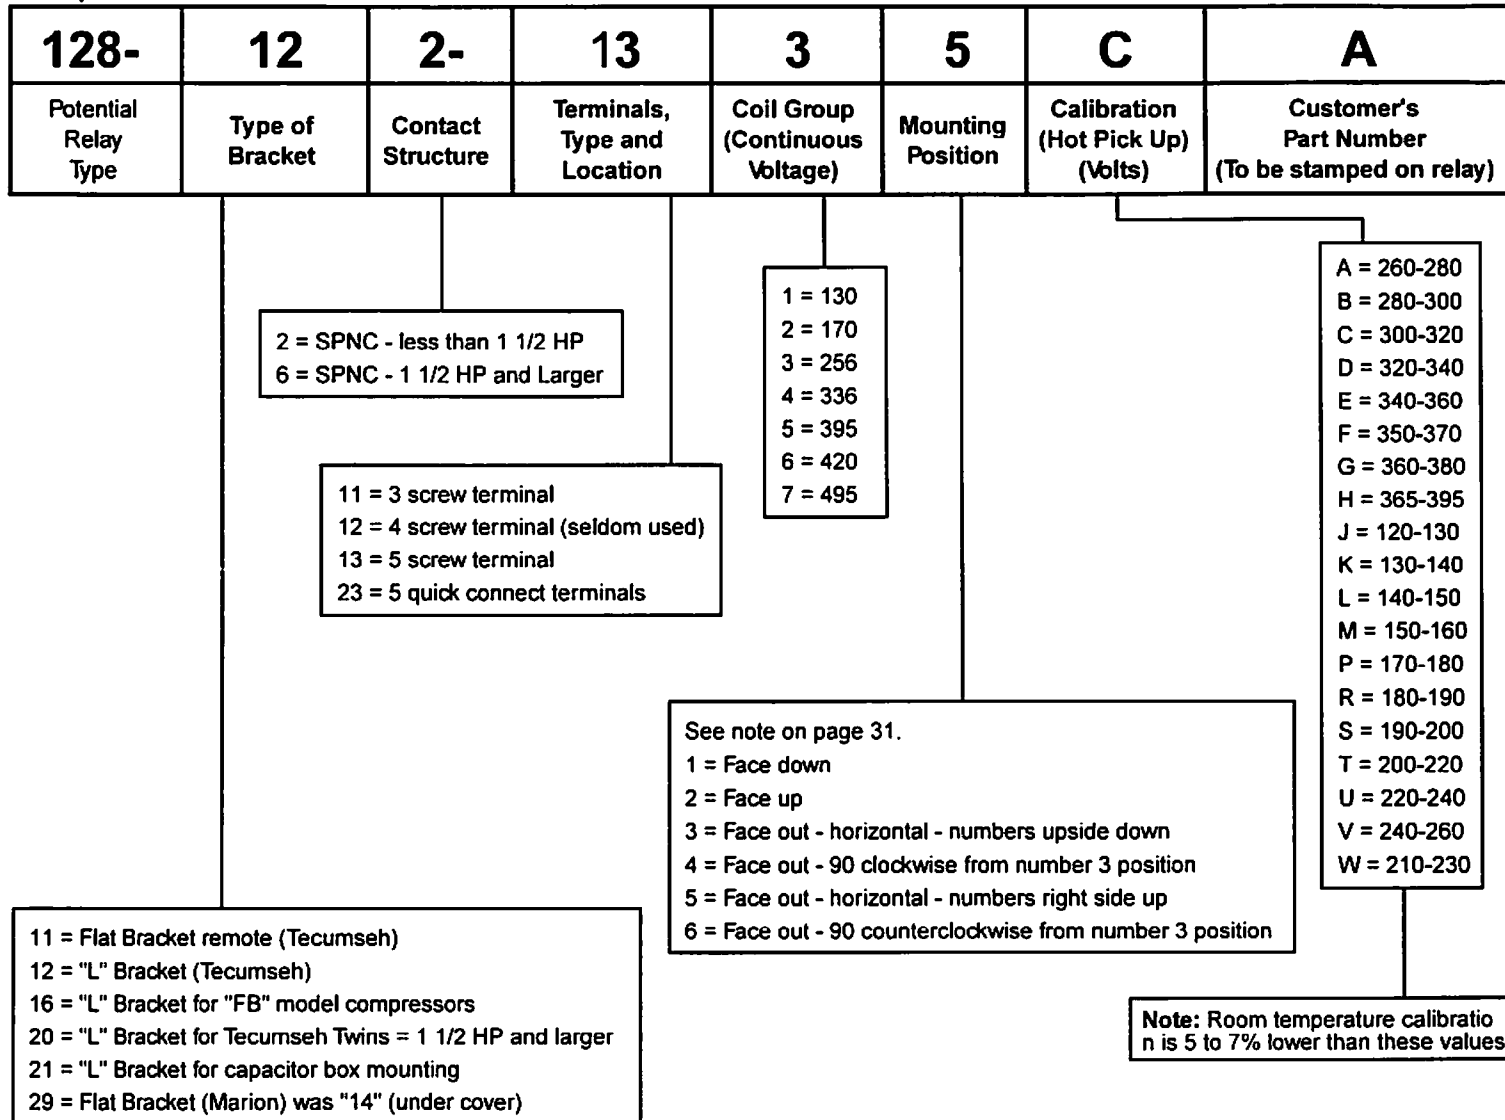 128- 12 2- 13 3 5 C A
Potential
Relay
Type
Type of
Bracket
Contact
Structure
Terminals,
Type and
Location
Coil Group
(Continuous
Voltage)
Mounting
Position
Calibration
(Hot Pick Up)
(Volts)
Customer's
Part Number
(To be stamped on relay)
2 = SPNC - less than 1 1/2 HP
6 = SPNC - 1 1/2 HP and Larger
11 = 3 screw terminal
12 = 4 screw terminal (seldom used)
13 = 5 screw terminal
23 = 5 quick connect terminals
1 = 130
2 = 170
3 = 256
4 = 336
5 = 395
6 = 420
7 = 495
A = 260-280
B = 280-300
C = 300-320
D = 320-340
E = 340-360
F = 350-370
G = 360-380
H = 365-395
J = 120-130
K = 130-140
L = 140-150
M = 150-160
P = 170-180
R = 180-190
S = 190-200
T = 200-220
U = 220-240
V = 240-260
W = 210-230
See note on page 31.
1 = Face down
2 = Face up
3 = Face out - horizontal - numbers upside down
4 = Face out - 90 clockwise from number 3 position
5 = Face out - horizontal - numbers right side up
6 = Face out - 90 counterclockwise from number 3 position
11 = Flat Bracket remote (Tecumseh)
12 = "L" Bracket (Tecumseh)
16 = "L" Bracket for "FB" model compressors
20 = "L" Bracket for Tecumseh Twins = 1 1/2 HP and larger
21 = "L" Bracket for capacitor box mounting
29 = Flat Bracket (Marion) was "14" (under cover)
Note: Room temperature calibratio
n is 5 to 7% lower than these values